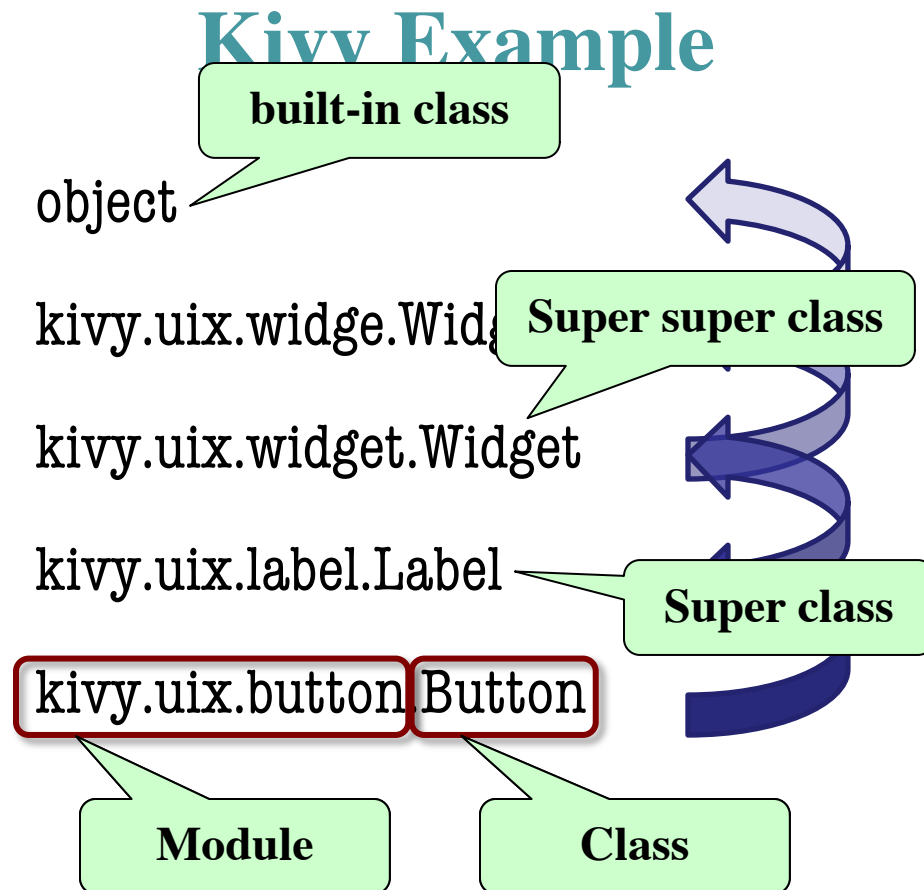 Kivy Example
built-in class
object
kivy.uix.widge.Widg
Super super class
kivy.uix.widget.Widget
kivy.uix.label.Label
Super class
kivy.uix.button.Button
Module
Class